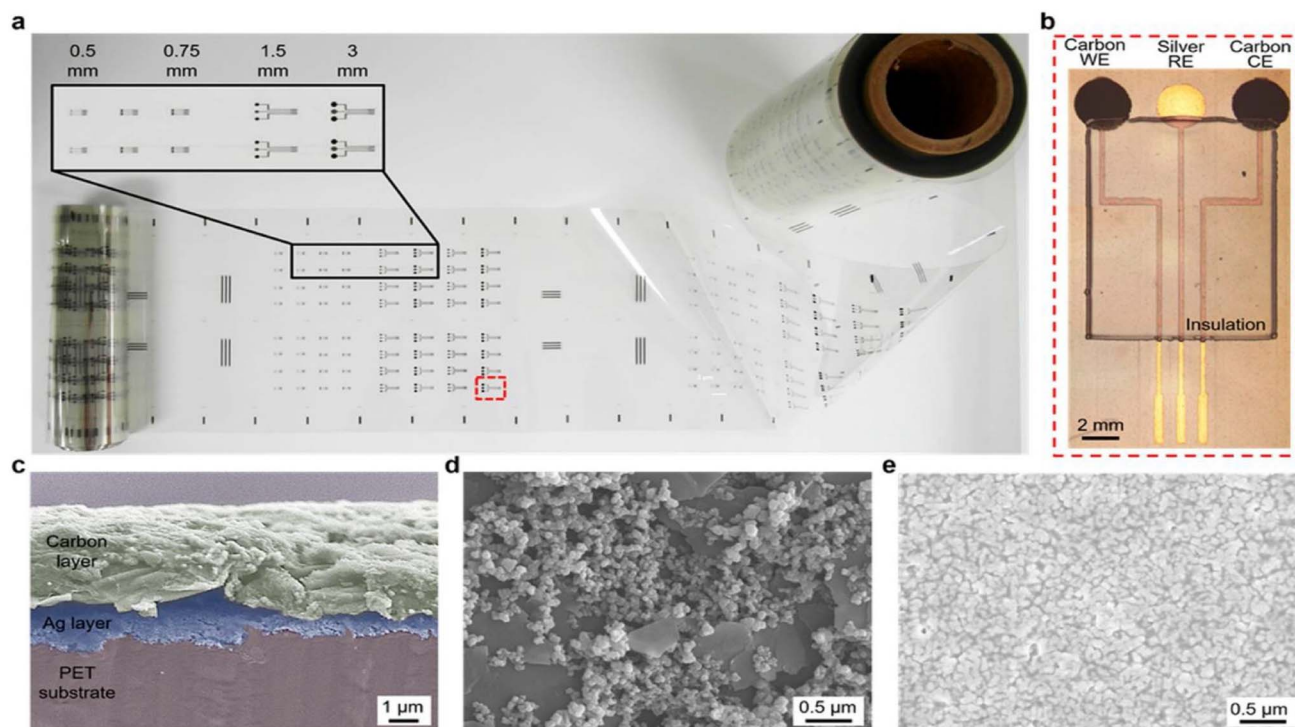 a
0.5 0.75 1.5 3
mm mm mm mm
b
Carbon Silver Carbon
WE RE CE
Insulation
2 mm
c
Carbon
layer
Ag layer
PET
substrate
1 µm
d
0.5 µm
e
0.5 µm